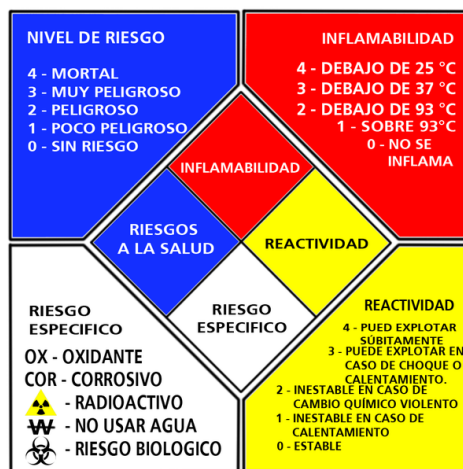 NIVEL DE RIESGO
4 - MORTAL
3 - MUY PELIGROSO
2 - PELIGROSO
1 - POCO PELIGROSO
0 - SIN RIESGO
INFLAMABILIDAD
4 - DEBAJO DE 25 °C
3 - DEBAJO DE 37 °C
2 - DEBAJO DE 93 °C
1 - SOBRE 93°C
0 - NO SE
INFLAMA
INFLAMABILIDAD
RIESGOS
A LA SALUD
REACTIVIDAD
RIESGO
ESPECIFICO
RIESGO
ESPECIFICO
OX - OXIDANTE
COR - CORROSIVO
- RADIOACTIVO
W - NO USAR AGUA
- RIESGO BIOLOGICO
REACTIVIDAD
4 - PUED EXPLOTAR
SÚBITAMENTE
3 - PUEDE EXPLOTAR EN
CASO DE CHOQUE O
CALENTAMIENTO.
2 - INESTABLE EN CASO DE
CAMBIO QUÍMICO VIOLENTO
1 - INESTABLE EN CASO DE
CALENTAMIENTO
0 - ESTABLE